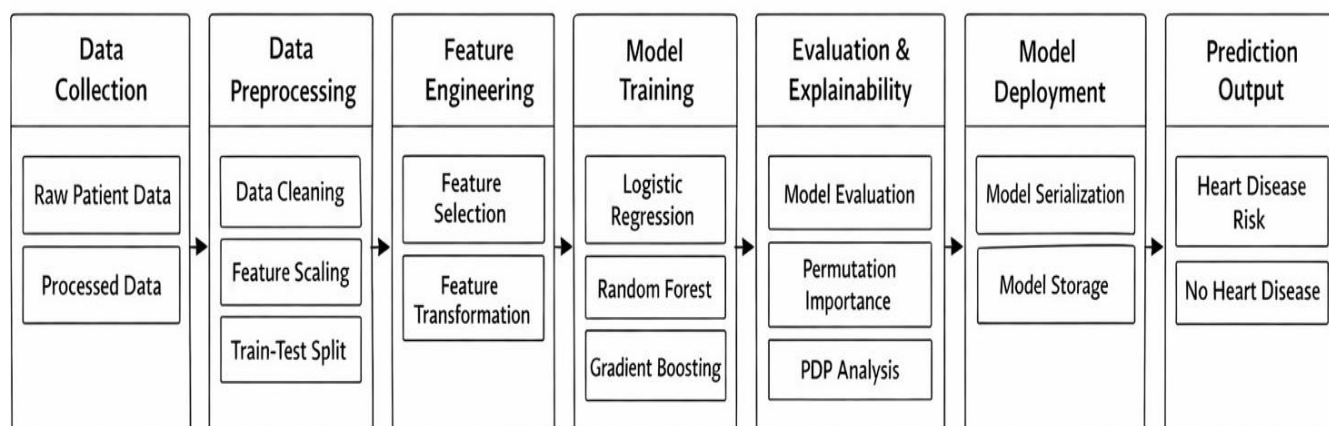 Data
Collection
Raw Patient Data
Processed Data
Data
Preprocessing
Data Cleaning
Feature Scaling
Train-Test Split
Feature
Engineering
Feature
Selection
Feature
Transformation
Model
Training
Logistic
Regression
Random Forest
Gradient Boosting
Evaluation &
Explainability
Model Evaluation
Permutation
Importance
PDP Analysis
Model
Deployment
Model Serialization
Model Storage
Prediction
Output
Heart Disease
Risk
No Heart Disease